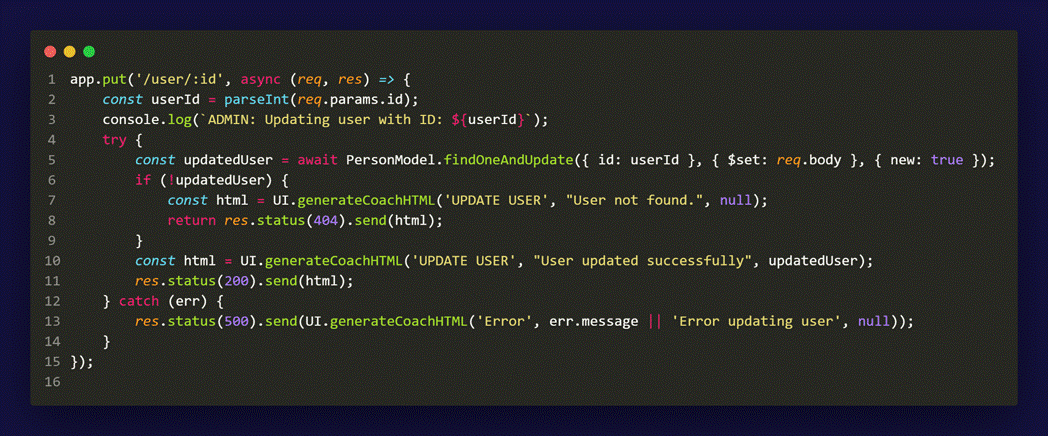 1 app.put('/user/:id', async (req, res) => {
2 const userId = parseInt(req.params.id);
3 console.log(`ADMIN: Updating user with ID: ${userId}`);
4 try {
5 const updatedUser = await PersonModel.findOneAndUpdate({ id: userId }, { $set: req.body }, { new: true });
6 if (!updatedUser) {
7 const html = UI.generateCoachHTML('UPDATE USER', "User not found.", null);
8 return res.status(404).send(html);
9 }
10 const html = UI.generateCoachHTML('UPDATE USER', "User updated successfully", updatedUser);
11 res.status(200).send(html);
12 } catch (err) {
13 res.status(500).send(UI.generateCoachHTML('Error', err.message || 'Error updating user', null));
14 }
15 });
16